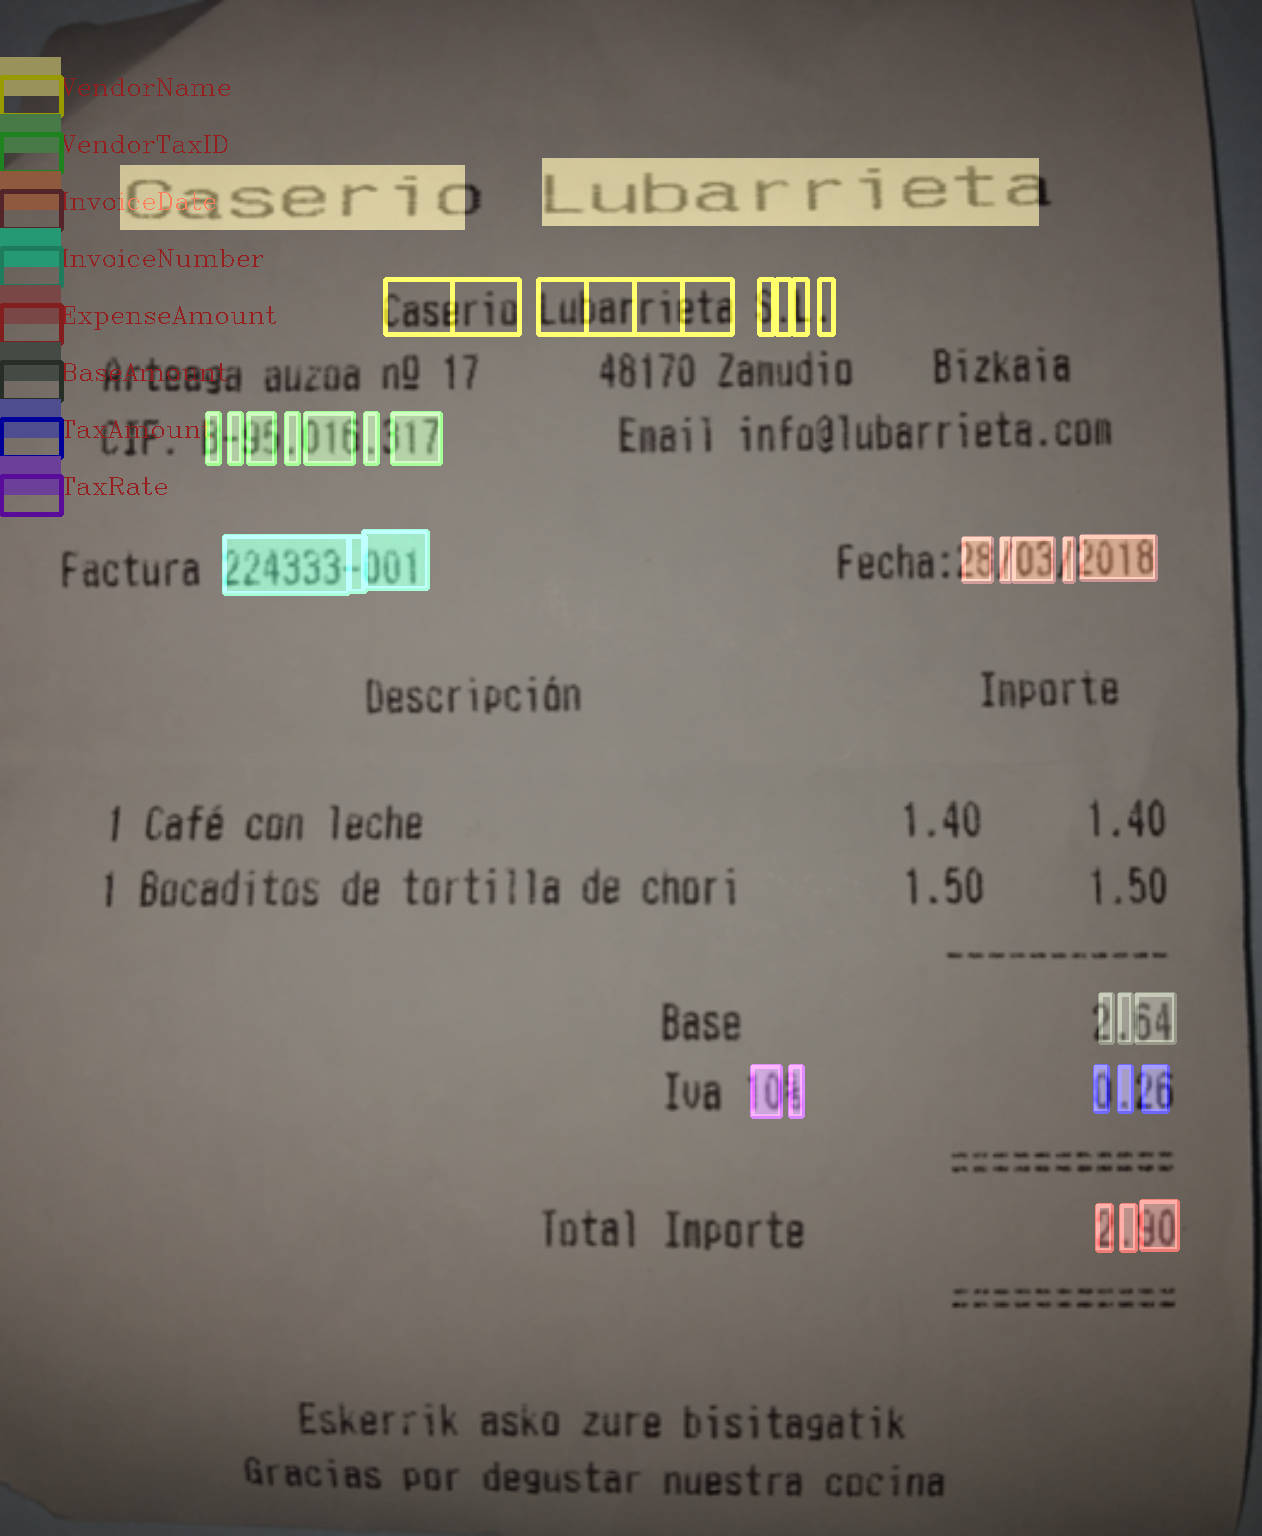 VendorName
VendorTaxID
InvoiceDate
InvoiceNumber
ExpenseAmount
BaseAmount
TaxAmount
TaxRate
Caserio Lubarrieta
Caserio Lubarrieta S.L.
Arteaga auzoa nº 17 48170 Zamudio Bizkaia
CIF. B-95.016.317 Email info@lubarrieta.com
Factura 224333-001 Fecha:28/03/2018
Descripción Importe
1 Café con leche 1.40 1.40
1 Bocaditos de tortilla de chori 1.50 1.50
-----------
Base 2.64
Iva 10% 0.26
===========
Total Importe 2.90
===========
Eskerrik asko zure bisitagatik
Gracias por degustar nuestra cocina